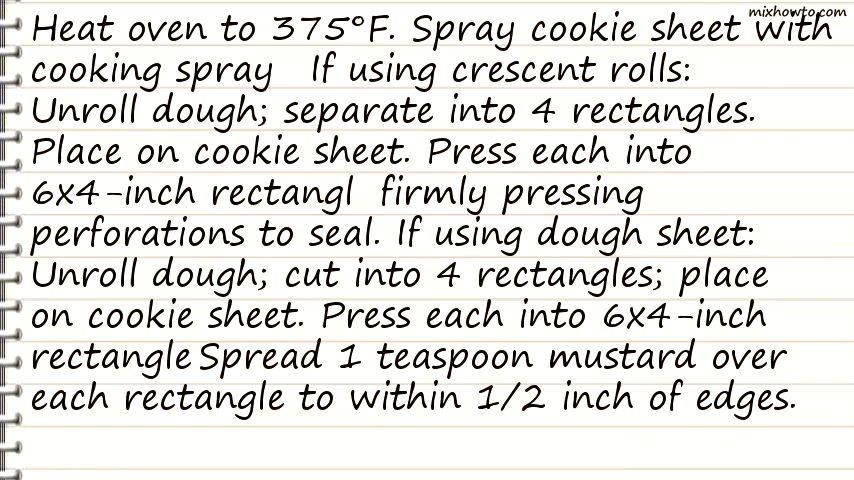 mixhowto.com
Heat oven to 375°F. Spray cookie sheet with
cooking spray If using crescent rolls:
Unroll dough; separate into 4 rectangles.
Place on cookie sheet. Press each into
6x4-inch rectangl firmly pressing
perforations to seal. If using dough sheet:
Unroll dough; cut into 4 rectangles; place
on cookie sheet. Press each into 6x4-inch
rectangle Spread 1 teaspoon mustard over
each rectangle to within 1/2 inch of edges.